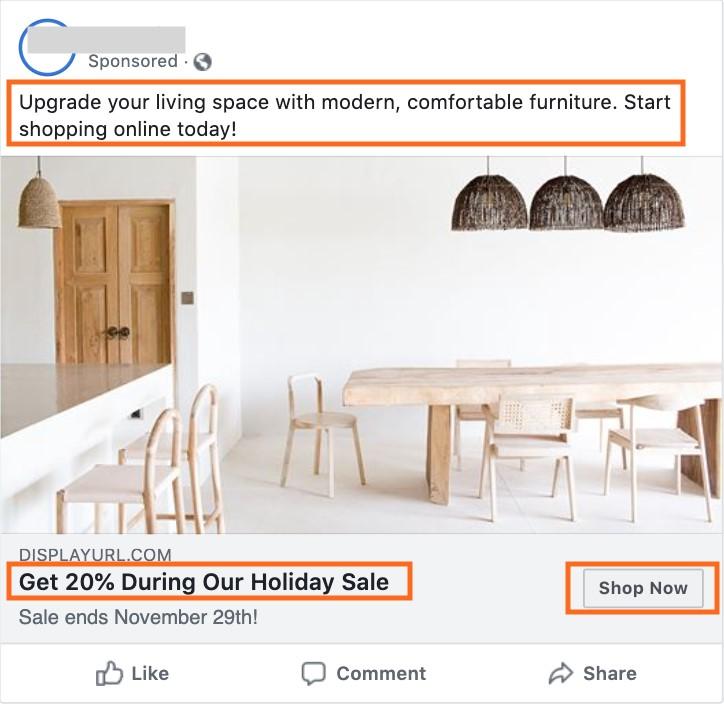 Sponsored ·
Upgrade your living space with modern, comfortable furniture. Start
shopping online today!
DISPLAYURL.COM
Get 20% During Our Holiday Sale
Shop Now
Sale ends November 29th!
Like
Comment
Share